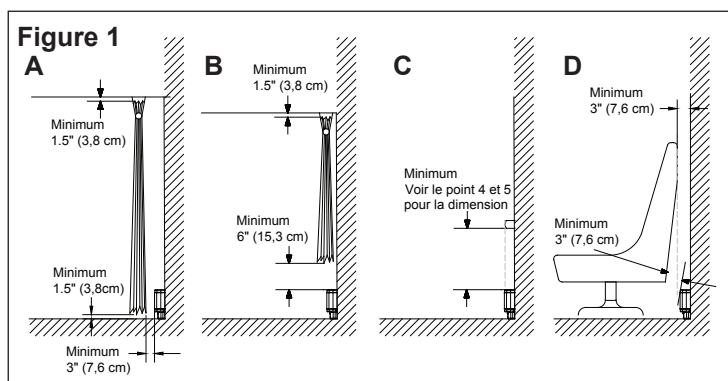 Figure 1
A
Minimum
1.5" (3,8 cm)
Minimum
1.5" (3,8cm)
Minimum
3" (7,6 cm)
B
Minimum
1.5" (3,8 cm)
Minimum
6" (15,3 cm)
C
Minimum
Voir le point 4 et 5
pour la dimension
D
Minimum
3" (7,6 cm)
Minimum
3" (7,6 cm)